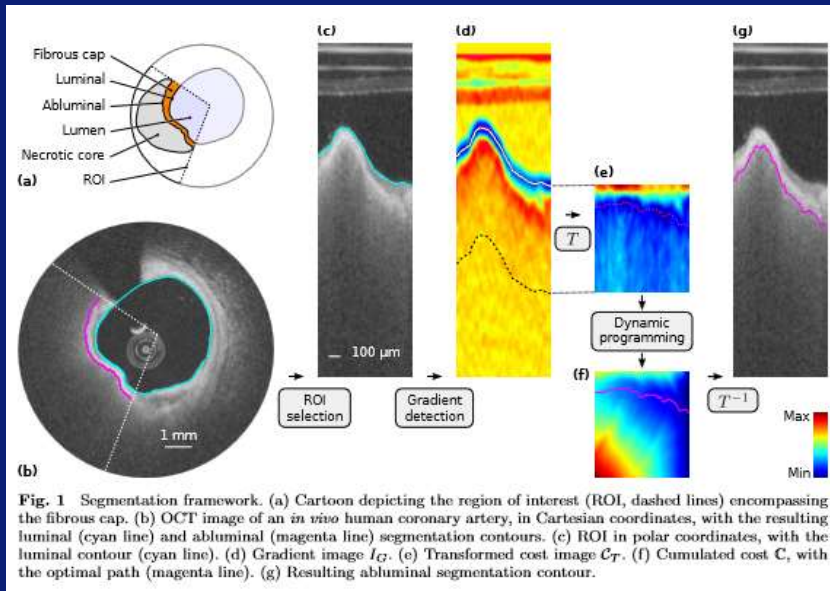 (a)
Fibrous cap
Luminal
Abluminal
Lumen
Necrotic core
ROI
(b)
1 mm
ROI selection
(c)
100 µm
Gradient detection
(d)
T
(e)
Dynamic programming
(f)
T⁻¹
(g)
Max
Min
Fig. 1 Segmentation framework. (a) Cartoon depicting the region of interest (ROI, dashed lines) encompassing
the fibrous cap. (b) OCT image of an in vivo human coronary artery, in Cartesian coordinates, with the resulting
luminal (cyan line) and abluminal (magenta line) segmentation contours. (c) ROI in polar coordinates, with the
luminal contour (cyan line). (d) Gradient image I_G. (e) Transformed cost image C_T. (f) Cumulated cost C, with
the optimal path (magenta line). (g) Resulting abluminal segmentation contour.